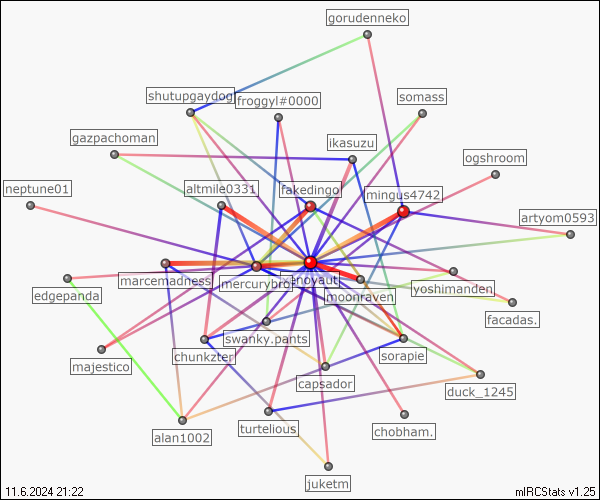 gorudenneko
shutupgaydog
froggyl#0000
somass
gazpachoman
ikasuzu
ogshroom
neptune01
altmile0331
fakedingo
mingus4742
artyom0593
marcemadness
mercurybro
moonraven
yoshimanden
edgepanda
facadas.
swanky.pants
majestico
chunkzter
sorapie
capsador
duck_1245
alan1002
turtelious
chobham.
juketm
11.6.2024 21:22
mIRCStats v1.25